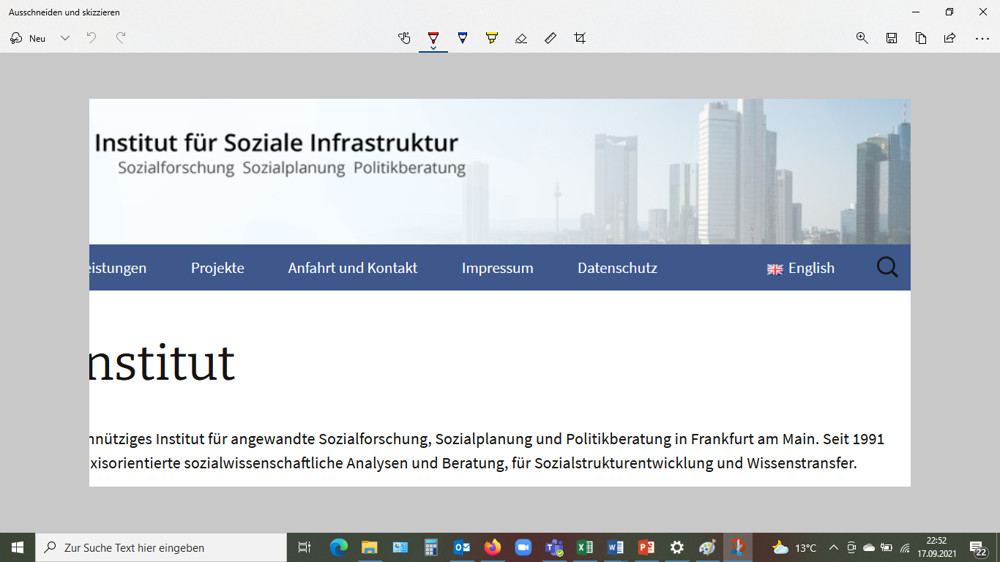 Ausschneiden und skizzieren
Neu
Institut für Soziale Infrastruktur
Sozialforschung Sozialplanung Politikberatung
eistungen Projekte Anfahrt und Kontakt Impressum Datenschutz English
nstitut
nnütziges Institut für angewandte Sozialforschung, Sozialplanung und Politikberatung in Frankfurt am Main. Seit 1991
xisorientierte sozialwissenschaftliche Analysen und Beratung, für Sozialstrukturentwicklung und Wissenstransfer.
Zur Suche Text hier eingeben
13°C
22:52
17.09.2021
22